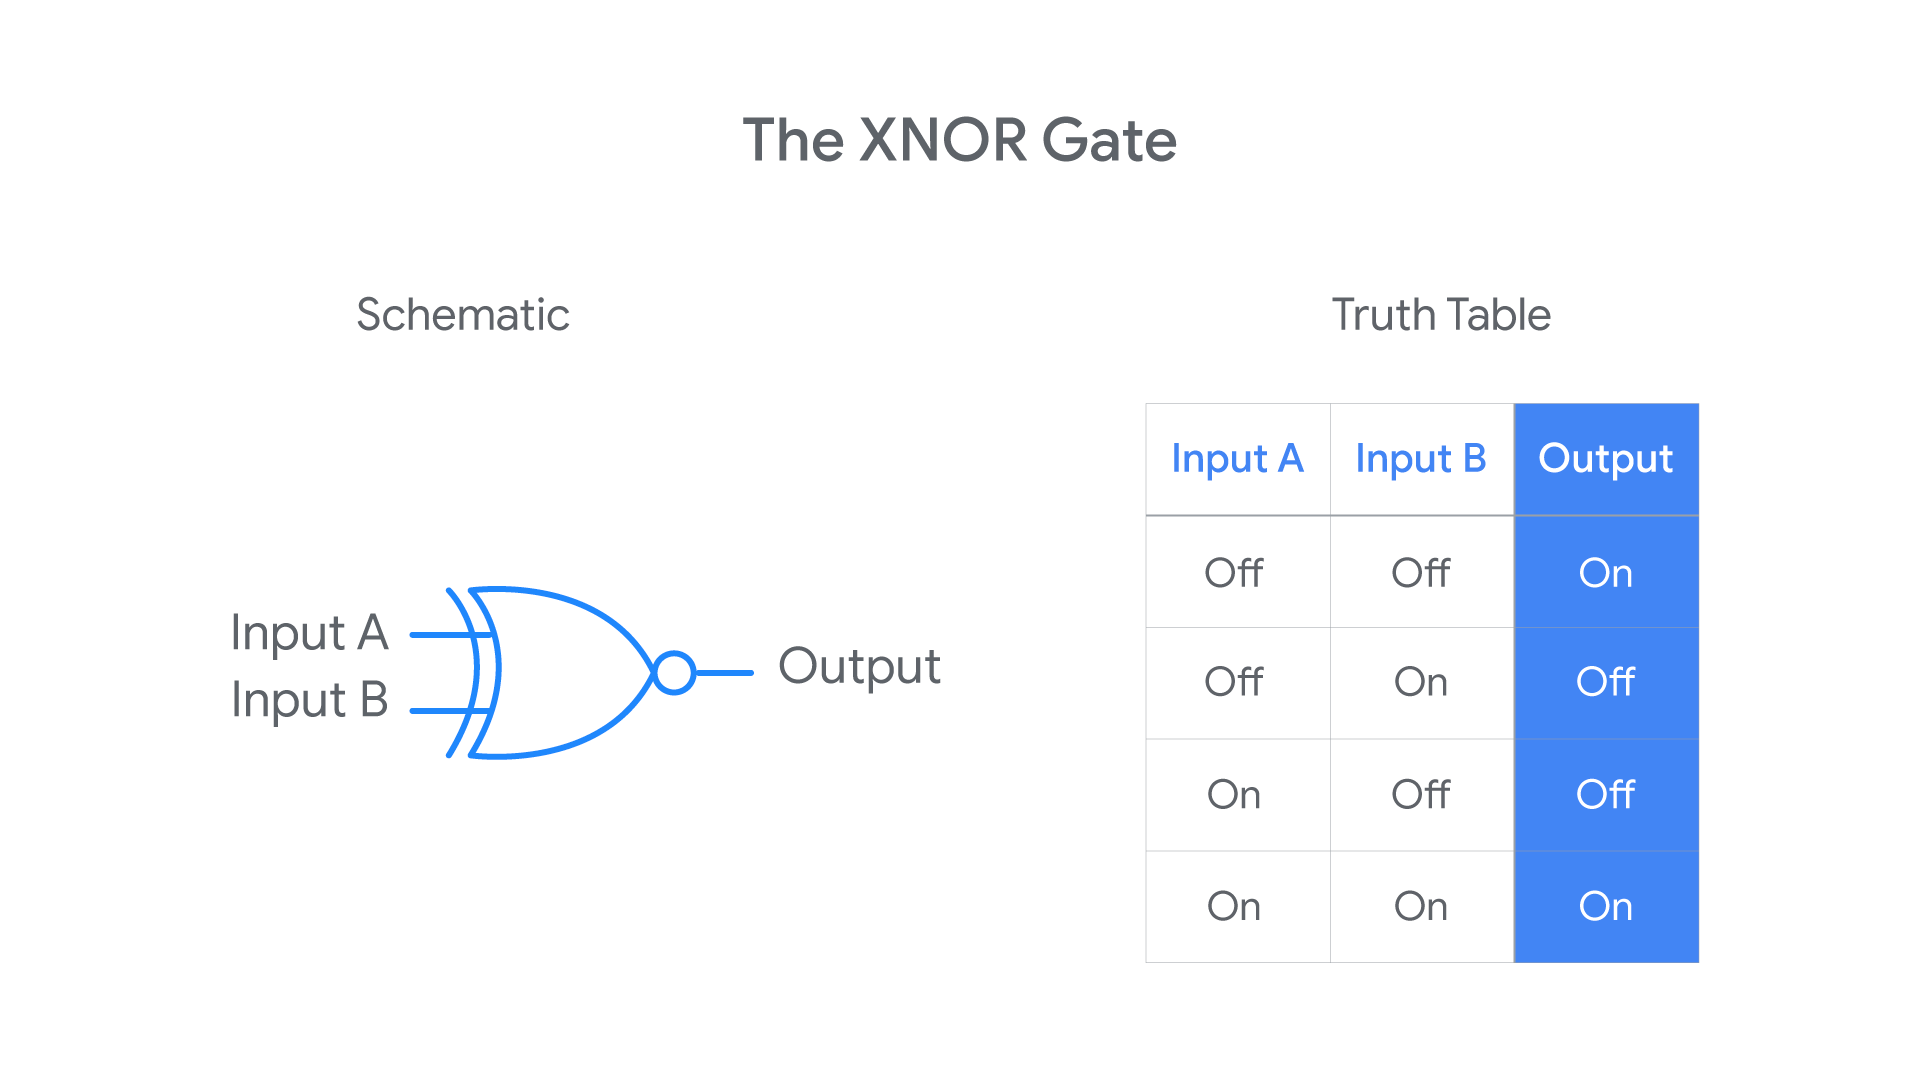 The XNOR Gate
Schematic
Input A
Input B
Output
Truth Table
Input A Input B Output
Off Off On
Off On Off
On Off Off
On On On